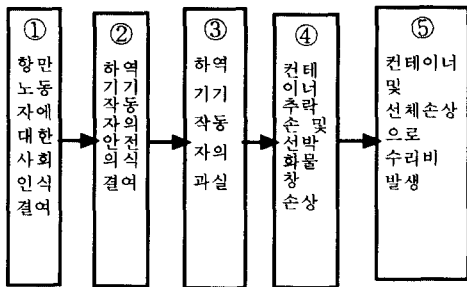 ①
항만
노동
자에
대한
사회
인식
결여
②
하역
기기
작동
자의
안전
의식
결여
③
하역
기기
작동
자의
과실
④
컨테
이너
추락
손 및
선박
화물
창
손상
⑤
컨테이너
및
선체손상
으로
수리비
발생